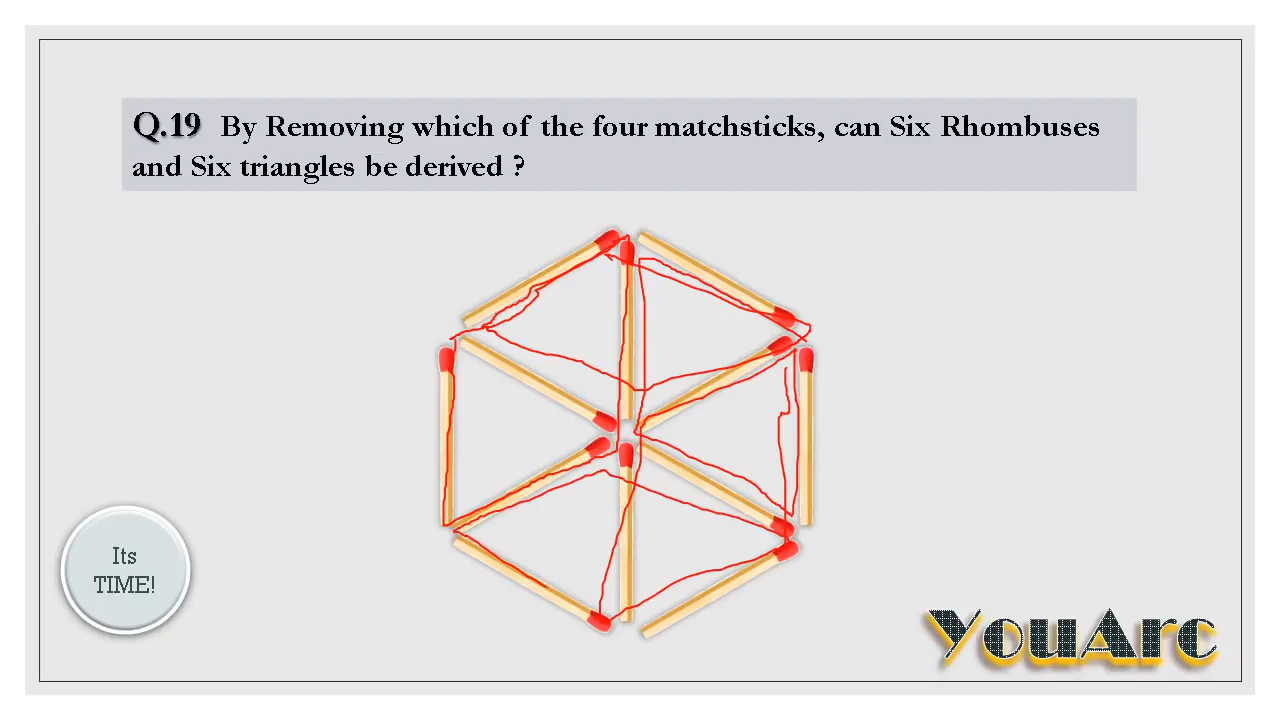 Q.19 By Removing which of the four matchsticks, can Six Rhombuses
and Six triangles be derived ?
Its
TIME!
YouArc